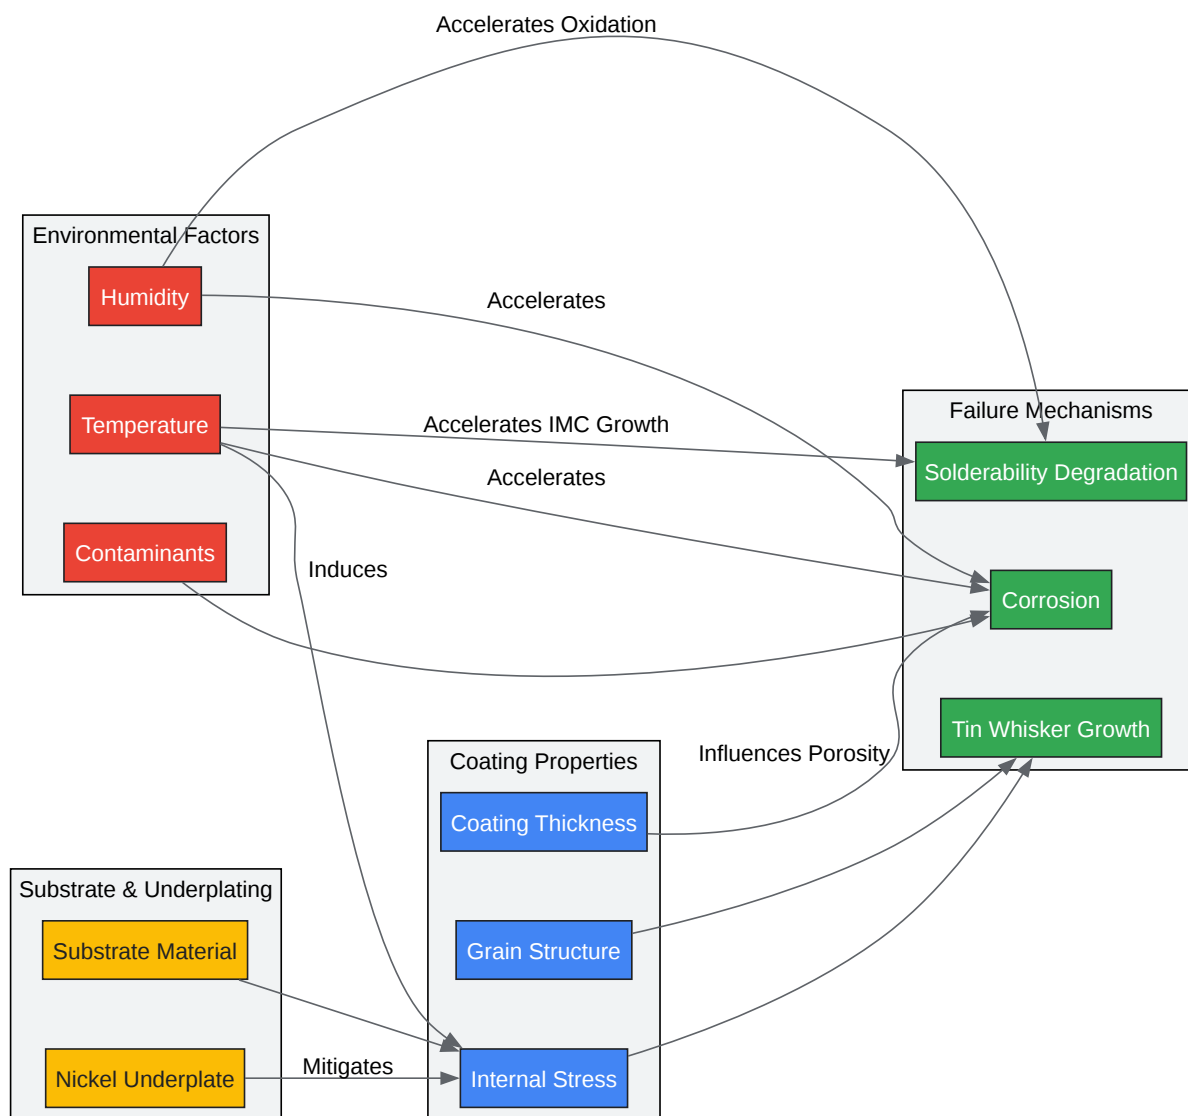 Accelerates Oxidation
Environmental Factors
Humidity
Accelerates
Temperature
Accelerates IMC Growth
Failure Mechanisms
Solderability Degradation
Accelerates
Contaminants
Induces
Corrosion
Tin Whisker Growth
Influences Porosity
Coating Properties
Coating Thickness
Substrate & Underplating
Substrate Material
Grain Structure
Nickel Underplate
Mitigates
Internal Stress